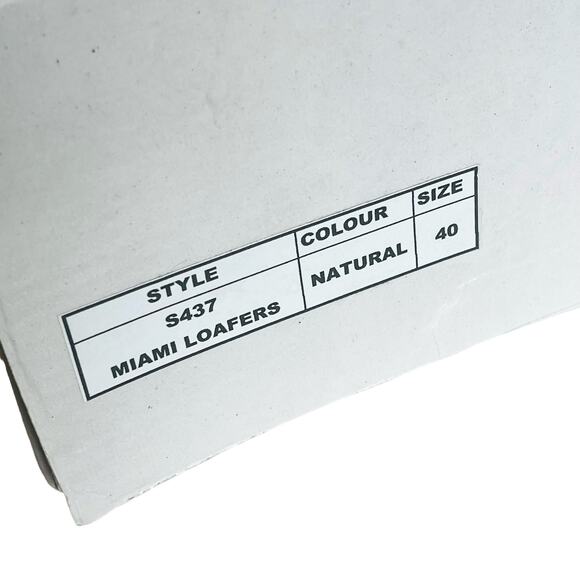 STYLE COLOUR SIZE
S437 NATURAL 40
MIAMI LOAFERS